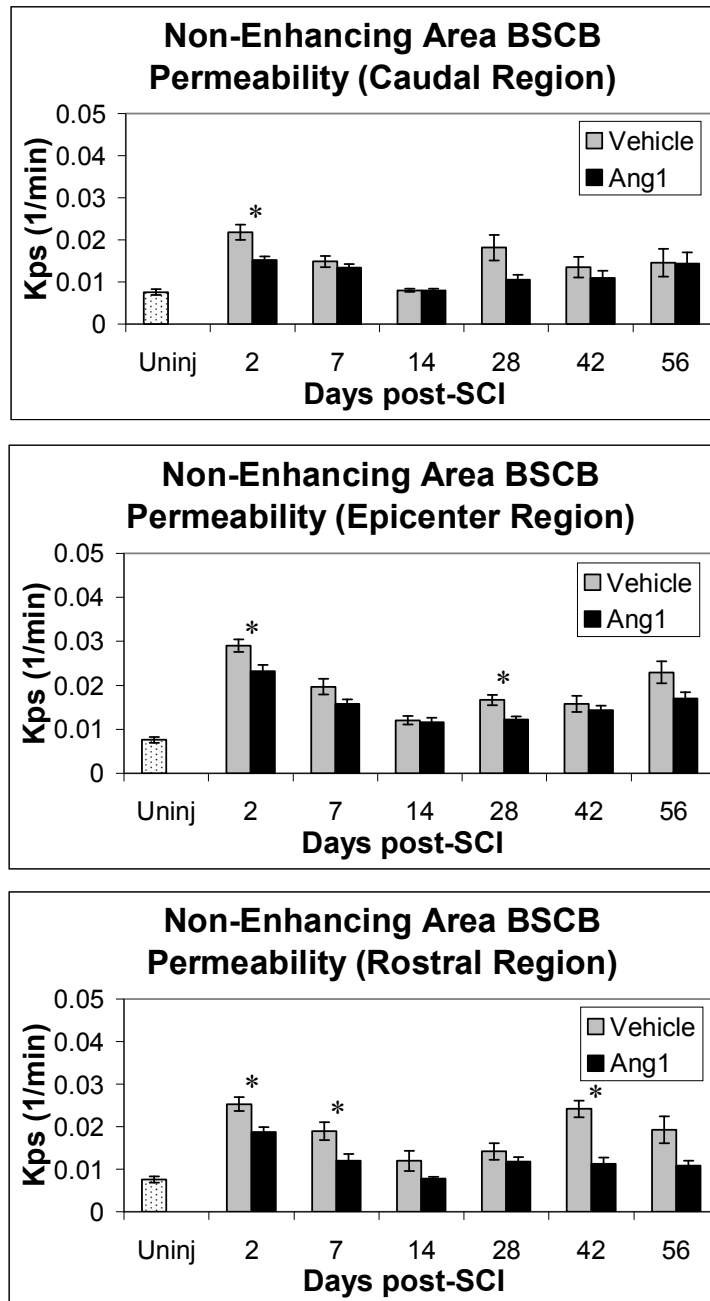 Non-Enhancing Area BSCB
Permeability (Caudal Region)
0.05
0.04
0.03
0.02
0.01
0
Kps (1/min)
Vehicle
Ang1
*
Uninj 2 7 14 28 42 56
Days post-SCI
Non-Enhancing Area BSCB
Permeability (Epicenter Region)
0.05
0.04
0.03
0.02
0.01
0
Kps (1/min)
Vehicle
Ang1
* *
Uninj 2 7 14 28 42 56
Days post-SCI
Non-Enhancing Area BSCB
Permeability (Rostral Region)
0.05
0.04
0.03
0.02
0.01
0
Kps (1/min)
Vehicle
Ang1
* * *
Uninj 2 7 14 28 42 56
Days post-SCI